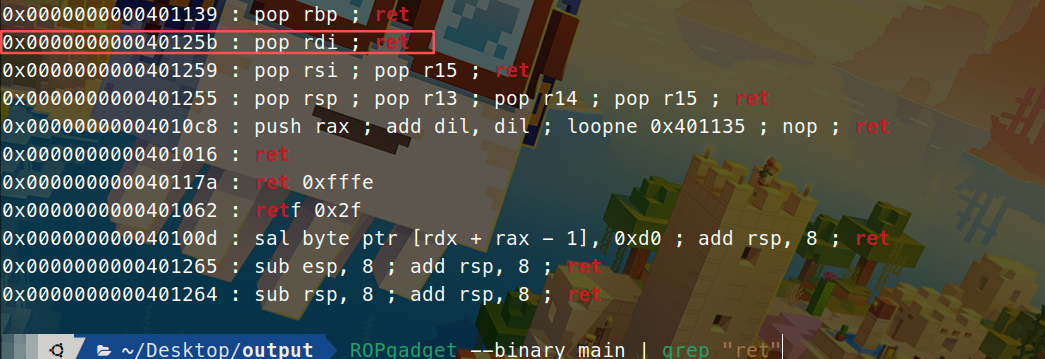 0x0000000000401139 : pop rbp ; ret
0x000000000040125b : pop rdi ; ret
0x0000000000401259 : pop rsi ; pop r15 ; ret
0x0000000000401255 : pop rsp ; pop r13 ; pop r14 ; pop r15 ; ret
0x00000000004010c8 : push rax ; add dil, dil ; loopne 0x401135 ; nop ; ret
0x0000000000401016 : ret
0x000000000040117a : ret 0xfffe
0x0000000000401062 : retf 0x2f
0x000000000040100d : sal byte ptr [rdx + rax - 1], 0xd0 ; add rsp, 8 ; ret
0x0000000000401265 : sub esp, 8 ; add rsp, 8 ; ret
0x0000000000401264 : sub rsp, 8 ; add rsp, 8 ; ret
~/Desktop/output ROPgadget --binary main | grep "ret"